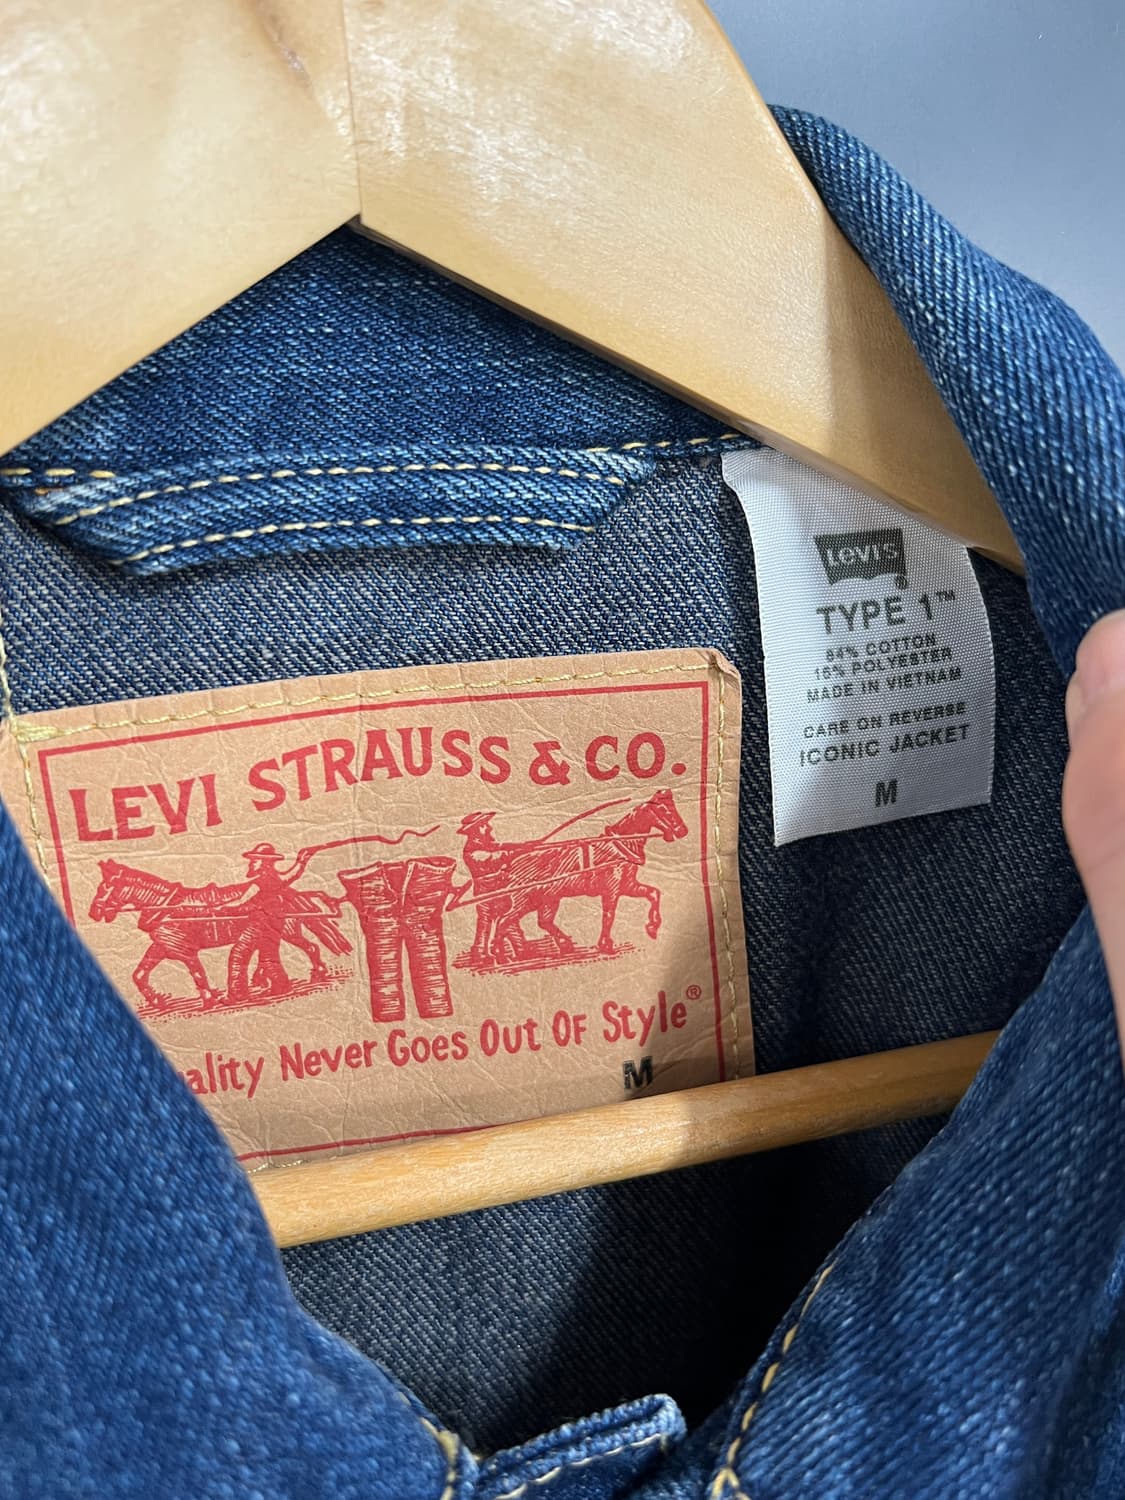 LEVI STRAUSS & CO.
ality Never Goes Out OF Style®
M
LEVI'S
®
TYPE 1™
84% COTTON
16% POLYESTER
MADE IN VIETNAM
CARE ON REVERSE
ICONIC JACKET
M